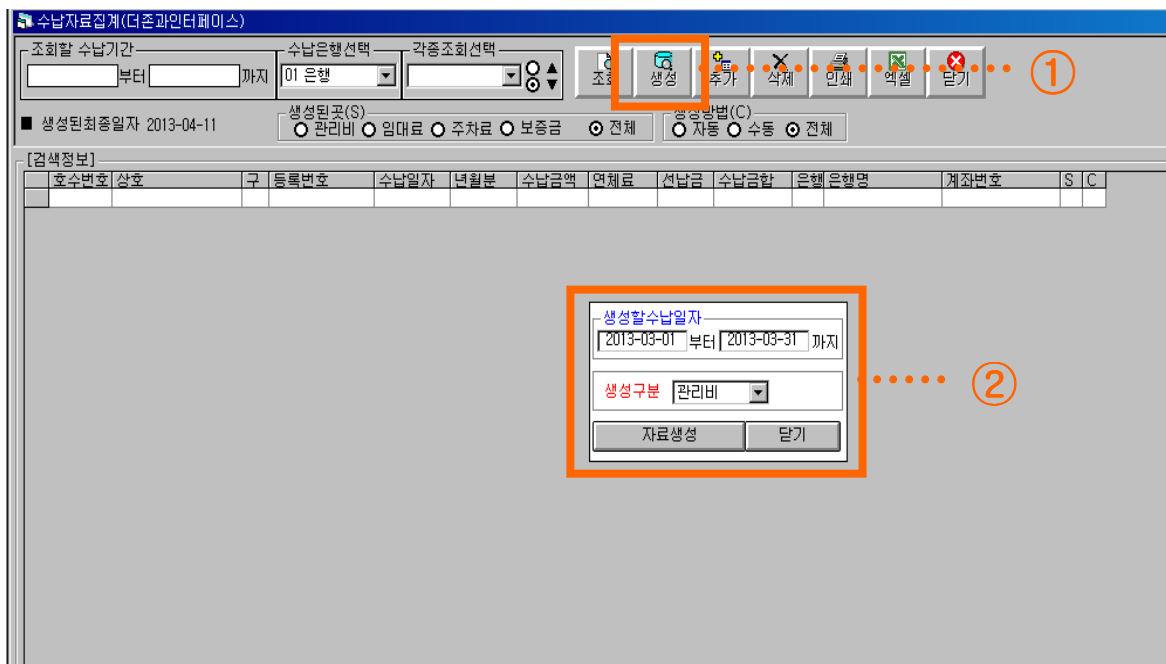 수납자료집계(더존과인터페이스)
조회할 수납기간 수납은행선택 각종조회선택
부터 까지 01 은행 조회 생성 추가 삭제 인쇄 엑셀 닫기 ①
■ 생성된최종일자 2013-04-11 생성된곳(S) 생성방법(C)
관리비 임대료 주차료 보증금 전체 자동 수동 전체
[검색정보]
호수번호 상호 구 등록번호 수납일자 년월분 수납금액 연체료 선납금 수납금합 은행 은행명 계좌번호 S C
생성할수납일자
2013-03-01 부터 2013-03-31 까지
생성구분 관리비 ②
자료생성 닫기